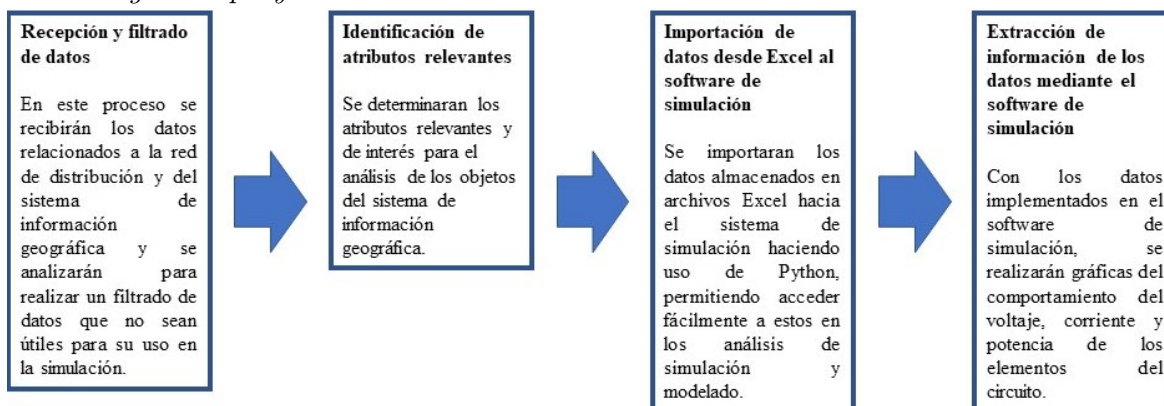 Recepción y filtrado
de datos
En este proceso se
recibirán los datos
relacionados a la red
de distribución y del
sistema de
información
geográfica y se
analizarán para
realizar un filtrado de
datos que no sean
útiles para su uso en
la simulación.
Identificación de
atributos relevantes
Se determinaran los
atributos relevantes y
de interés para el
análisis de los objetos
del sistema de
información
geográfica.
Importación de
datos desde Excel al
software de
simulación
Se importaran los
datos almacenados en
archivos Excel hacia
el sistema de
simulación haciendo
uso de Python,
permitiendo acceder
fácilmente a estos en
los análisis de
simulación y
modelado.
Extracción de
información de los
datos mediante el
software de
simulación
Con los datos
implementados en el
software de
simulación, se
realizarán gráficas del
comportamiento del
voltaje, corriente y
potencia de los
elementos del
circuito.